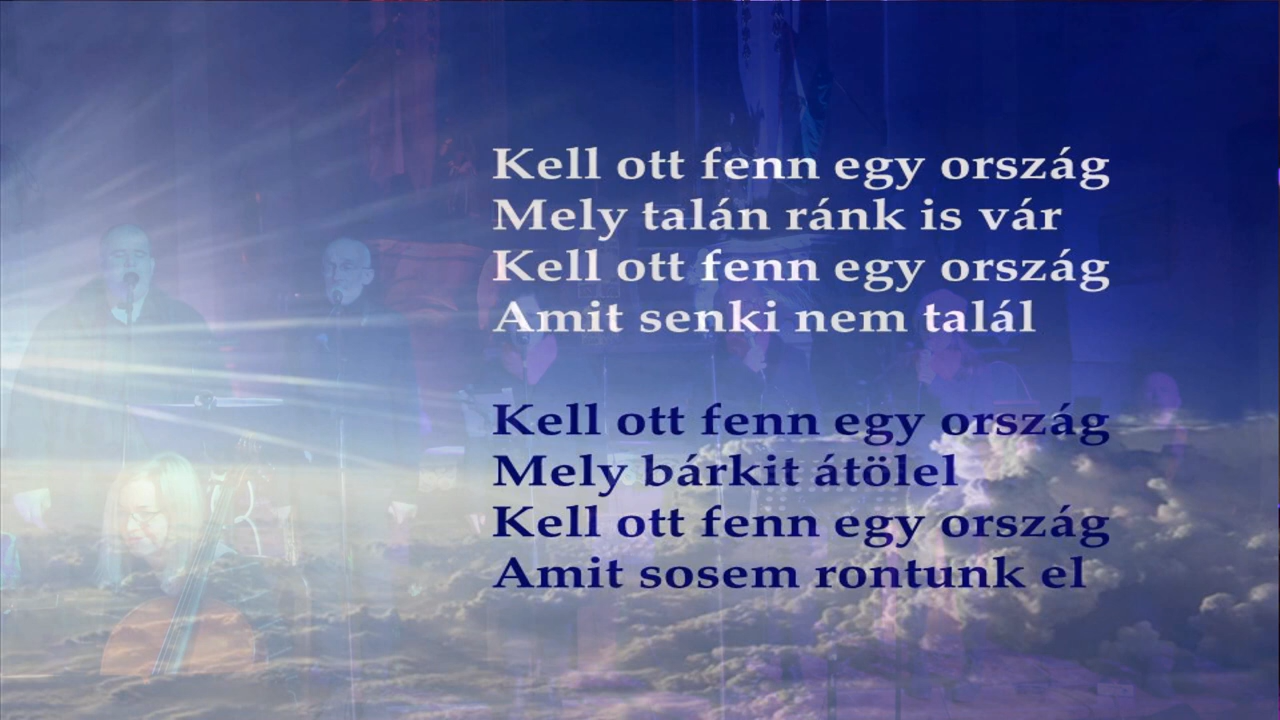 Kell ott fenn egy ország
Mely talán ránk is vár
Kell ott fenn egy ország
Amit senki nem talál
Kell ott fenn egy ország
Mely bárkit átölel
Kell ott fenn egy ország
Amit sosem rontunk el